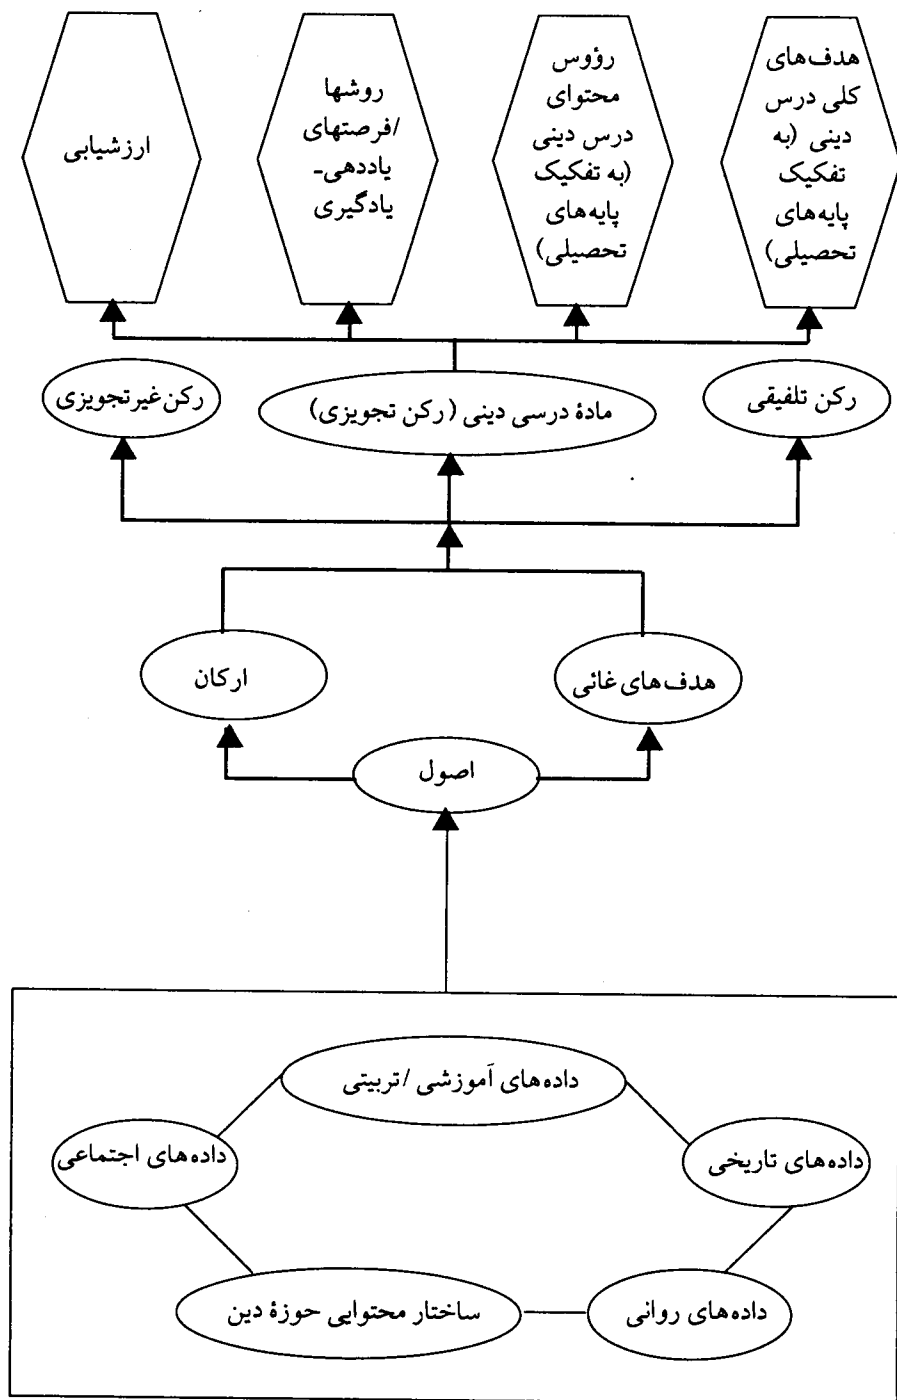 هدف‌های
کلی درس
دینی (به
تفکیک
پایه‌های
تحصیلی)
رؤوس
محتوای
درس دینی
(به تفکیک
پایه‌های
تحصیلی)
روشها
/فرصتهای
یاددهی-
یادگیری
ارزشیابی
رکن تلفیقی
مادهٔ درسی دینی (رکن تجویزی)
رکن غیرتجویزی
هدف‌های غائی
ارکان
اصول
داده‌های آموزشی /تربیتی
داده‌های تاریخی
داده‌های اجتماعی
داده‌های روانی
ساختار محتوایی حوزهٔ دین